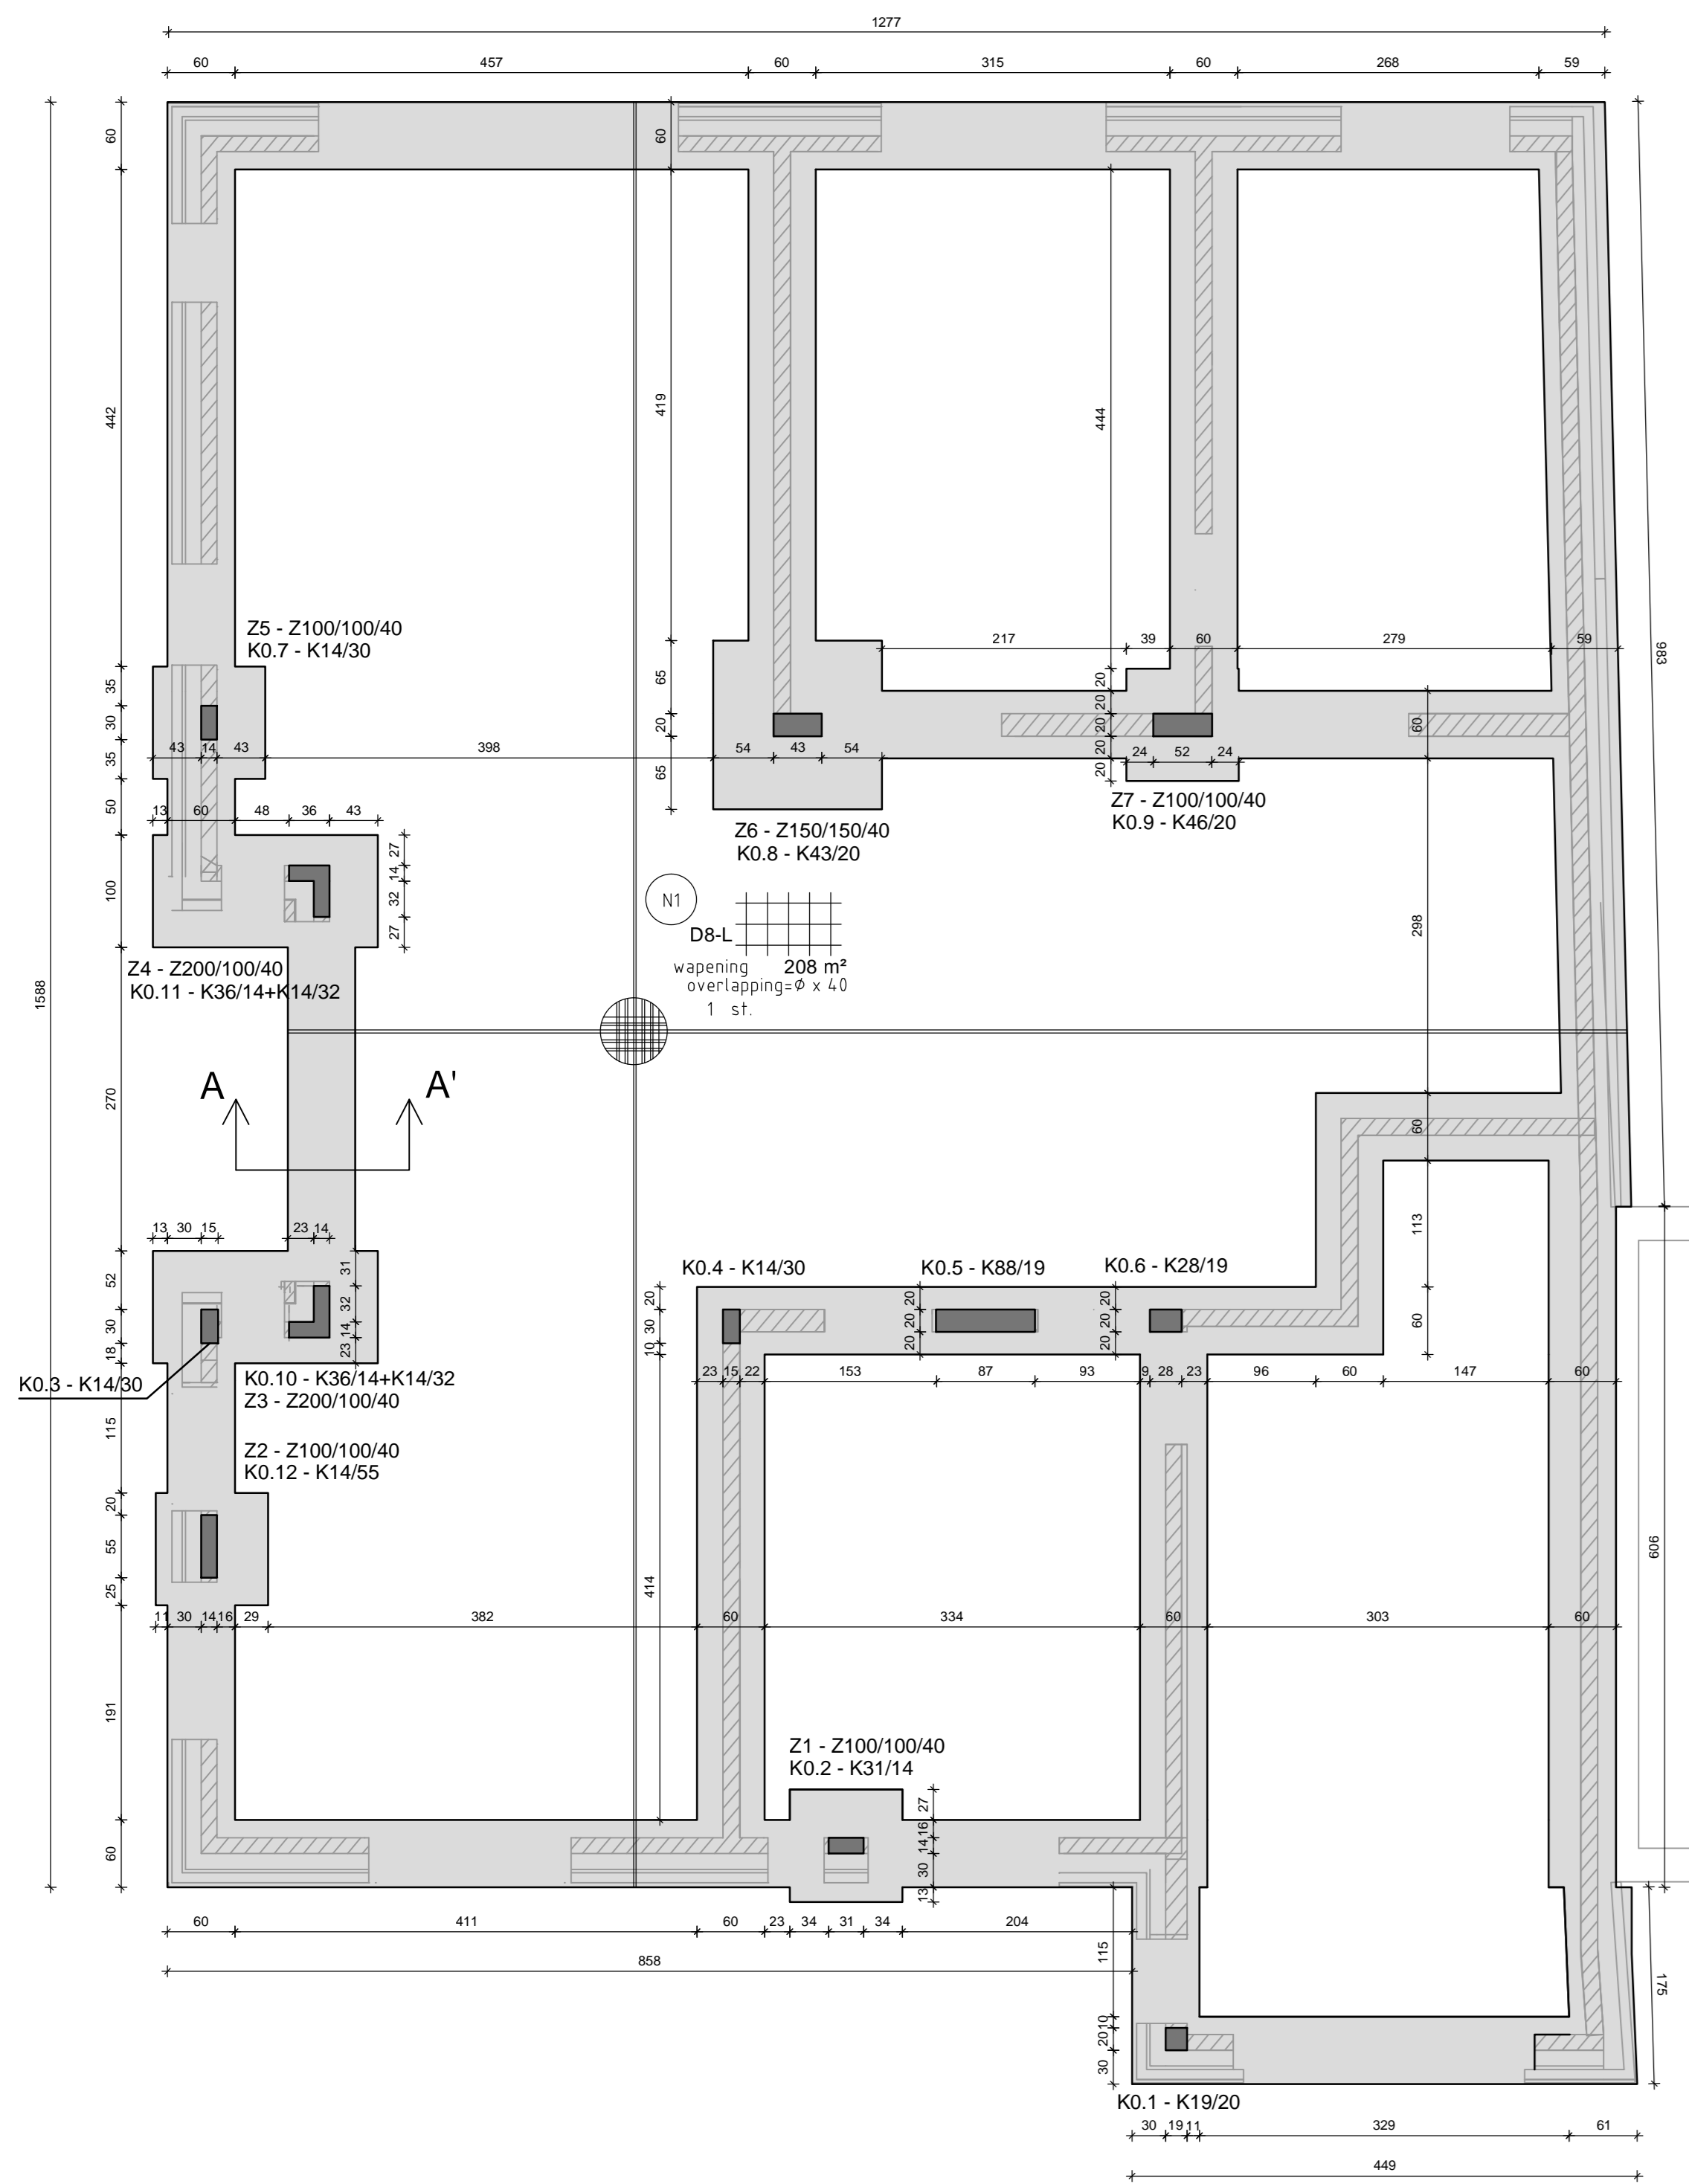 1277
60 457 60 315 60 268 59
60
60
442
419
444
983
1588
Z5 - Z100/100/40
K0.7 - K14/30
217 39 60 279 59
35
30
35
50
65
20
65
20
20
20
20
20
60
43 14 43 398 54 43 54
24 52 24
Z7 - Z100/100/40
K0.9 - K46/20
13 60 48 36 43
Z6 - Z150/150/40
K0.8 - K43/20
27
14
32
27
100
N1
D8-L
wapening 208 m²
overlapping=Ø x 40
1 st.
298
Z4 - Z200/100/40
K0.11 - K36/14+K14/32
A A'
270
60
113
13 30 15 23 14
K0.4 - K14/30 K0.5 - K88/19 K0.6 - K28/19
52
30
18
31
32
14
23
20
30
10
20
20
20
20
20
20
60
23 15 22 153 87 93 9 28 23 96 60 147 60
K0.3 - K14/30
K0.10 - K36/14+K14/32
Z3 - Z200/100/40
115
Z2 - Z100/100/40
K0.12 - K14/55
20
55
25
414
909
11 30 14 16 29 382 60 334 60 303 60
191
Z1 - Z100/100/40
K0.2 - K31/14
27
16
14
30
13
60
60 411 60 23 34 31 34 204
858
115
10
20
30
175
K0.1 - K19/20
30 19 11 329 61
449